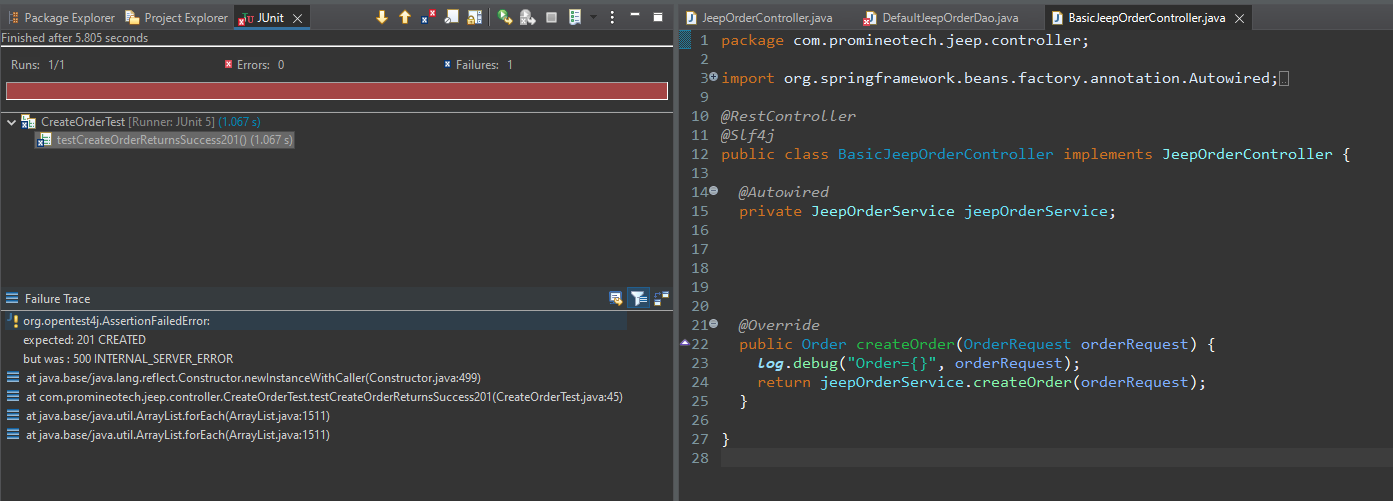 Package Explorer
Project Explorer
JUnit
Finished after 5.805 seconds
Runs: 1/1
Errors: 0
Failures: 1
CreateOrderTest [Runner: JUnit 5] (1.067 s)
testCreateOrderReturnsSuccess201() (1.067 s)
Failure Trace
org.opentest4j.AssertionFailedError:
expected: 201 CREATED
but was : 500 INTERNAL_SERVER_ERROR
at java.base/java.lang.reflect.Constructor.newInstanceWithCaller(Constructor.java:499)
at com.promineotech.jeep.controller.CreateOrderTest.testCreateOrderReturnsSuccess201(CreateOrderTest.java:45)
at java.base/java.util.ArrayList.forEach(ArrayList.java:1511)
at java.base/java.util.ArrayList.forEach(ArrayList.java:1511)
JeepOrderController.java
DefaultJeepOrderDao.java
BasicJeepOrderController.java
1 package com.promineotech.jeep.controller;
2
3 import org.springframework.beans.factory.annotation.Autowired;
9
10 @RestController
11 @Slf4j
12 public class BasicJeepOrderController implements JeepOrderController {
13
14 @Autowired
15 private JeepOrderService jeepOrderService;
16
17
18
19
20
21 @Override
22 public Order createOrder(OrderRequest orderRequest) {
23 log.debug("Order={}", orderRequest);
24 return jeepOrderService.createOrder(orderRequest);
25 }
26
27 }
28